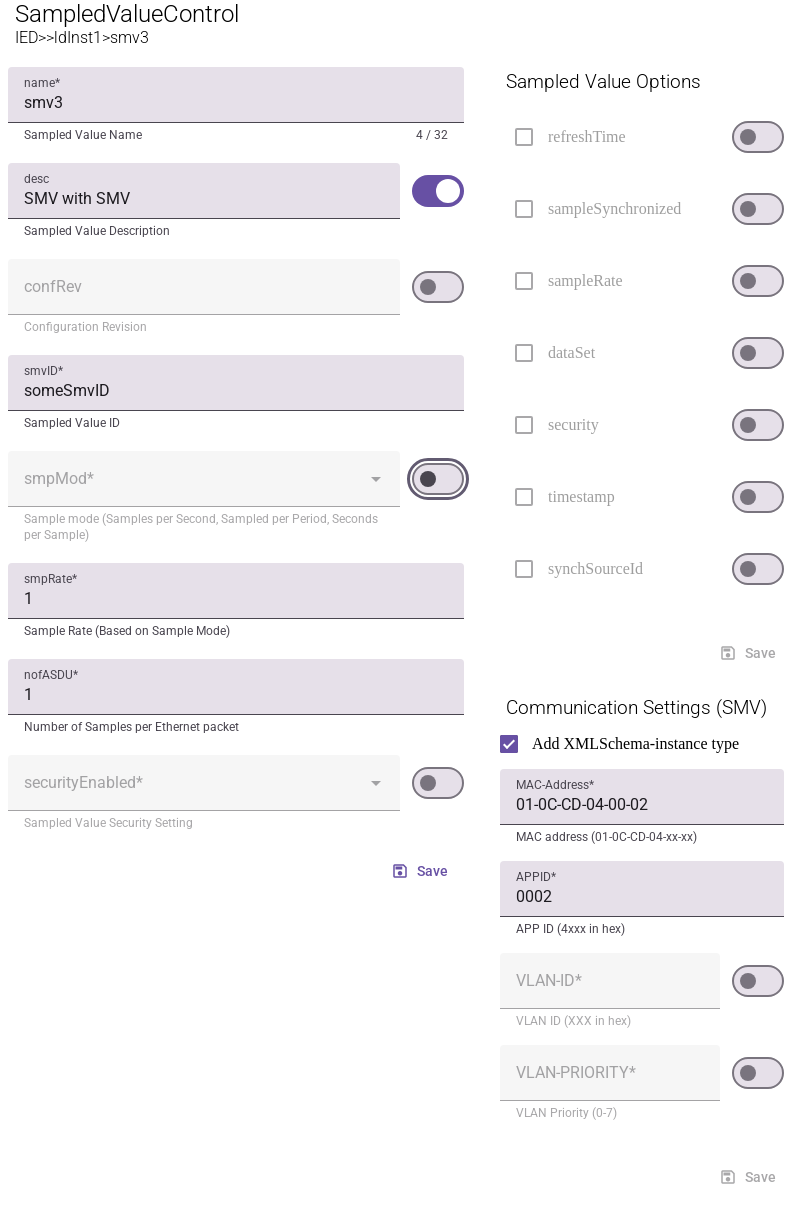 SampledValueControl
IED>>ldInst1>smv3
name*
smv3
Sampled Value Name
4 / 32
desc
SMV with SMV
Sampled Value Description
confRev
Configuration Revision
smvID*
someSmvID
Sampled Value ID
smpMod*
Sample mode (Samples per Second, Sampled per Period, Seconds
per Sample)
smpRate*
1
Sample Rate (Based on Sample Mode)
nofASDU*
1
Number of Samples per Ethernet packet
securityEnabled*
Sampled Value Security Setting
Save
Sampled Value Options
refreshTime
sampleSynchronized
sampleRate
dataSet
security
timestamp
synchSourceId
Save
Communication Settings (SMV)
Add XMLSchema-instance type
MAC-Address*
01-0C-CD-04-00-02
MAC address (01-0C-CD-04-xx-xx)
APPID*
0002
APP ID (4xxx in hex)
VLAN-ID*
VLAN ID (XXX in hex)
VLAN-PRIORITY*
VLAN Priority (0-7)
Save